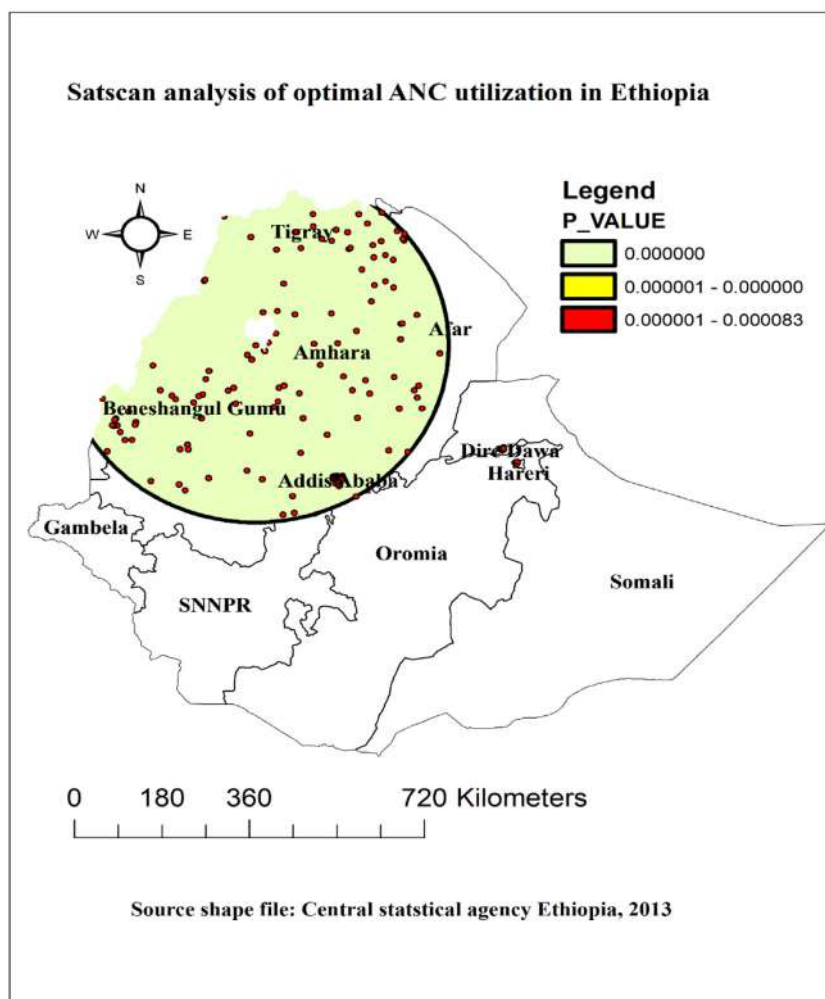 Satscan analysis of optimal ANC utilization in Ethiopia
N
W E
S
Legend
P_VALUE
0.000000
0.000001 - 0.000000
0.000001 - 0.000083
Tigray
Afar
Amhara
Beneshangul Gumu
Dire Dawa
Hareri
Addis Ababa
Gambela
Oromia
Somali
SNNPR
0 180 360 720 Kilometers
Source shape file: Central statstical agency Ethiopia, 2013